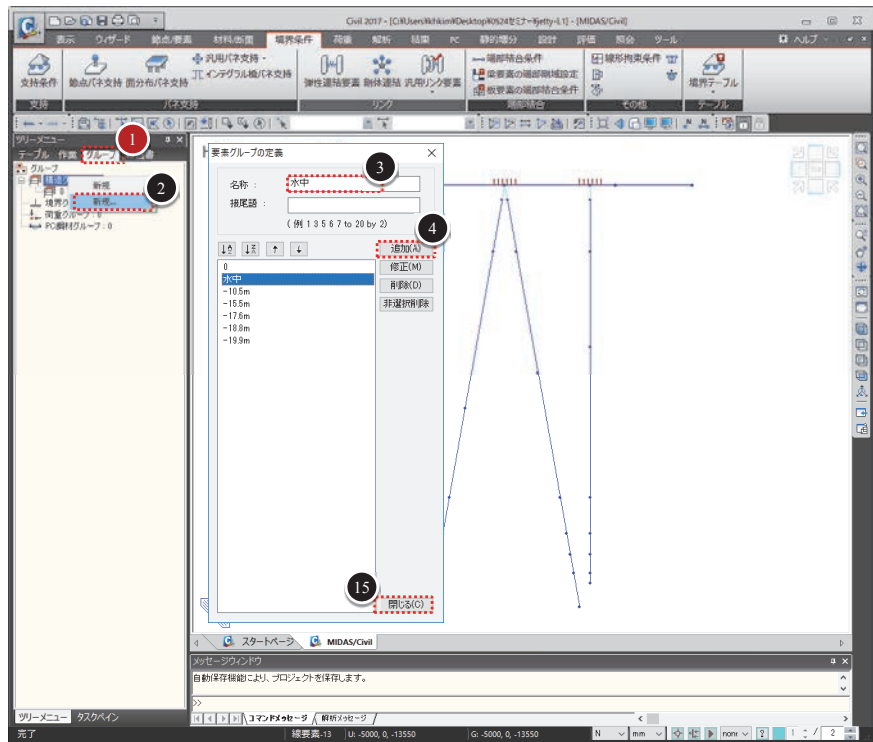 Civil 2017 - [C:\Users\khkim\Desktop\0524セミナー\jetty-L1] - [MIDAS/Civil]
表示 ウィザード 節点/要素 材料/断面 境界条件 荷重 解析 結果 PC 静的増分 設計 評価 照会 ツール ヘルプ
支持条件 節点バネ支持 面分布バネ支持
汎用バネ支持
インテグラル橋バネ支持
弾性連結要素 剛体連結 汎用リンク要素
端部結合条件
梁要素の端部剛域設定
板要素の端部結合条件
線形拘束条件
境界テーブル
支持 バネ支持 リンク 端部結合 その他 テーブル
ツリーメニュー
1
テーブル 作業 グループ
グループ
新規
新規...
2
荷重グループ : 0
PC鋼材グループ : 0
要素グループの定義
3
名称 : 水中
接尾語 :
( 例 1 3 5 6 7 to 20 by 2)
4
追加(A)
修正(M)
削除(D)
非選択削除
0
水中
-10.5m
-15.5m
-17.6m
-18.8m
-19.9m
15
閉じる(C)
スタートページ MIDAS/Civil
メッセージウィンドウ
自動保存機能により、プロジェクトを保存します。
>>
コマンドメッセージ 解析メッセージ
ツリーメニュー タスクペイン
完了 線要素-13 U: -5000, 0, -13550 G: -5000, 0, -13550 N mm none 1 / 2